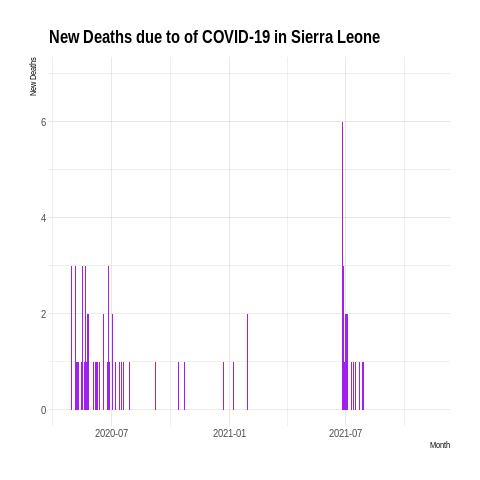 New Deaths due to of COVID-19 in Sierra Leone
New Deaths
6
4
2
0
2020-07 2021-01 2021-07
Month